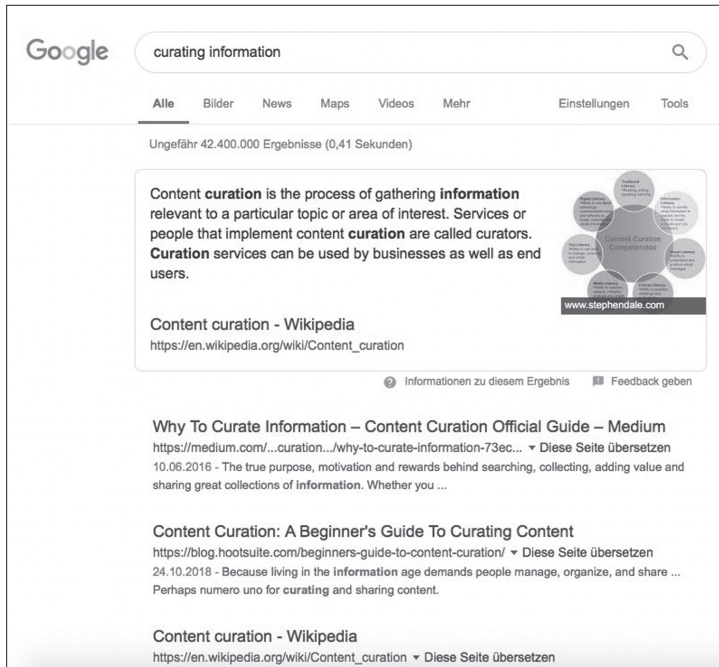 Google
curating information
Alle Bilder News Maps Videos Mehr Einstellungen Tools
Ungefähr 42.400.000 Ergebnisse (0,41 Sekunden)
Content curation is the process of gathering information
relevant to a particular topic or area of interest. Services or
people that implement content curation are called curators.
Curation services can be used by businesses as well as end
users.
Content Curation
Competencies
www.stephendale.com
Content curation - Wikipedia
https://en.wikipedia.org/wiki/Content_curation
Informationen zu diesem Ergebnis Feedback geben
Why To Curate Information – Content Curation Official Guide – Medium
https://medium.com/...curation.../why-to-curate-information-73ec... ▾ Diese Seite übersetzen
10.06.2016 - The true purpose, motivation and rewards behind searching, collecting, adding value and
sharing great collections of information. Whether you ...
Content Curation: A Beginner's Guide To Curating Content
https://blog.hootsuite.com/beginners-guide-to-content-curation/ ▾ Diese Seite übersetzen
24.10.2018 - Because living in the information age demands people manage, organize, and share ...
Perhaps numero uno for curating and sharing content.
Content curation - Wikipedia
https://en.wikipedia.org/wiki/Content_curation ▾ Diese Seite übersetzen